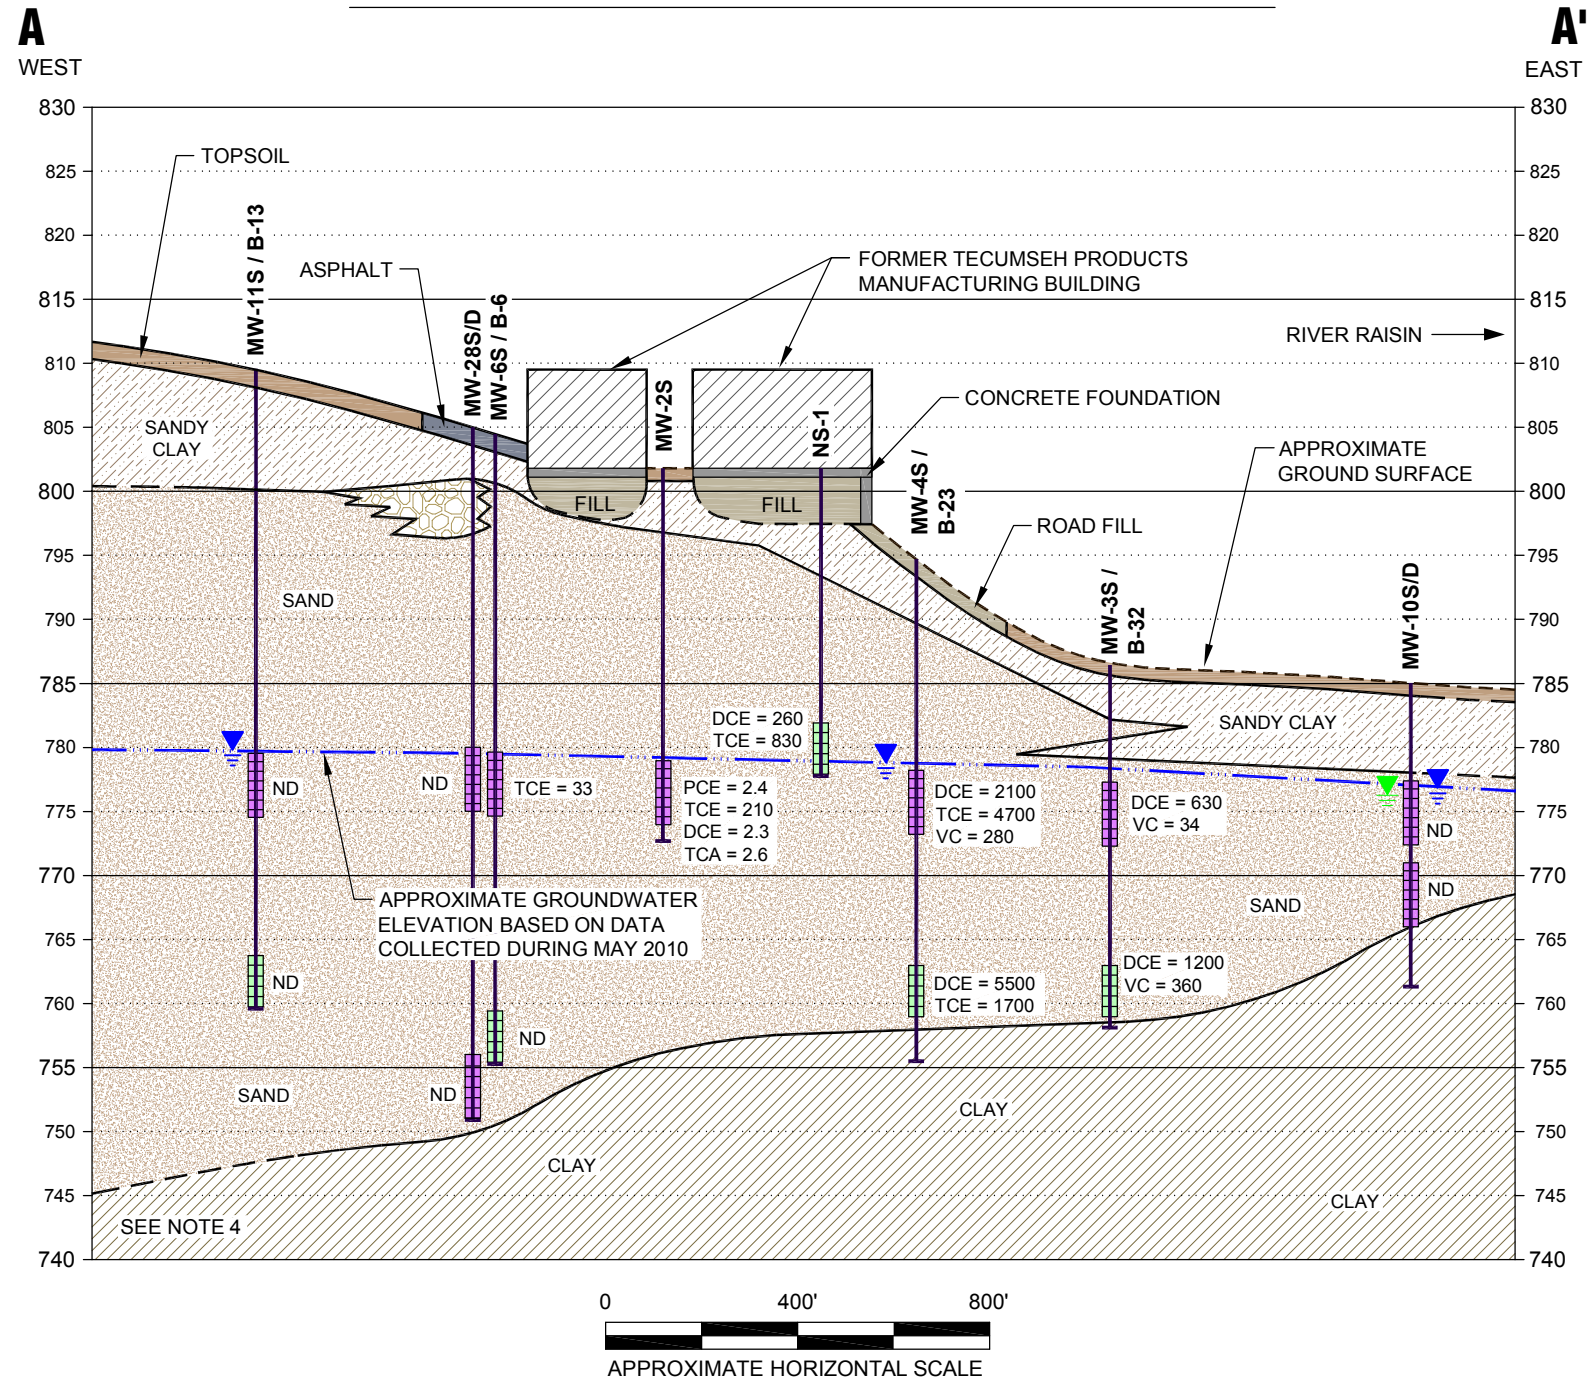 A
A'
WEST
EAST
830
830
TOPSOIL
825
825
MW-11S / B-13
820
820
ASPHALT
FORMER TECUMSEH PRODUCTS
MANUFACTURING BUILDING
815
815
MW-28S/D
MW-6S / B-6
RIVER RAISIN
810
810
MW-2S
NS-1
CONCRETE FOUNDATION
SANDY
CLAY
805
805
MW-4S /
B-23
APPROXIMATE
GROUND SURFACE
800
800
FILL
FILL
ROAD FILL
795
795
SAND
MW-3S /
B-32
MW-10S/D
790
790
785
785
DCE = 260
TCE = 830
SANDY CLAY
780
780
ND
ND
TCE = 33
PCE = 2.4
TCE = 210
DCE = 2.3
TCA = 2.6
DCE = 2100
TCE = 4700
VC = 280
DCE = 630
VC = 34
ND
775
775
770
770
ND
APPROXIMATE GROUNDWATER
ELEVATION BASED ON DATA
COLLECTED DURING MAY 2010
SAND
765
765
ND
DCE = 5500
TCE = 1700
DCE = 1200
VC = 360
760
760
ND
755
755
SAND
ND
CLAY
750
750
CLAY
745
745
CLAY
SEE NOTE 4
740
740
0
400'
800'
APPROXIMATE HORIZONTAL SCALE